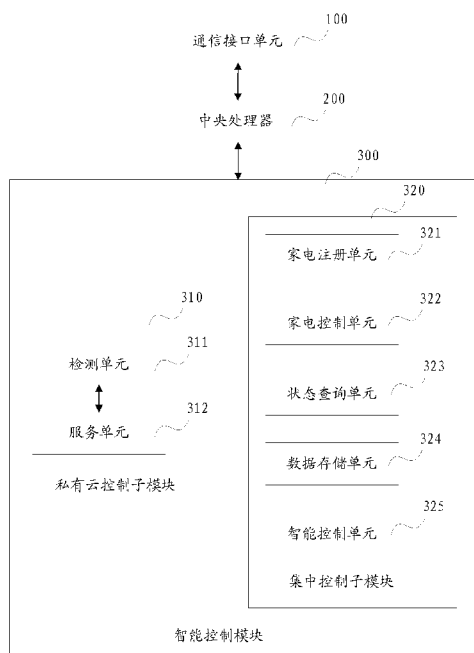 100
通信接口单元
200
中央处理器
300
320
321
家电注册单元
310
322
家电控制单元
311
检测单元
323
状态查询单元
312
服务单元
324
数据存储单元
私有云控制子模块
325
智能控制单元
集中控制子模块
智能控制模块